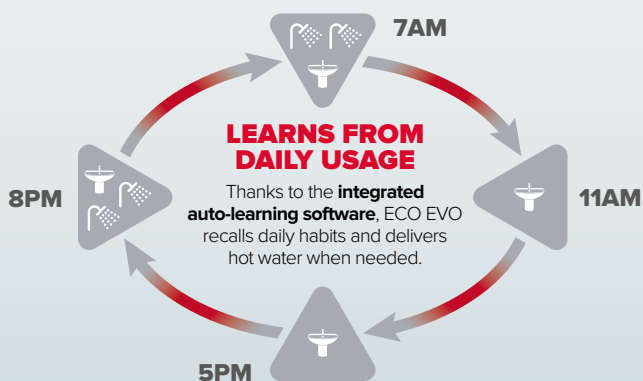 7AM
LEARNS FROM
DAILY USAGE
Thanks to the integrated
auto-learning software, ECO EVO
recalls daily habits and delivers
hot water when needed.
8PM
11AM
5PM